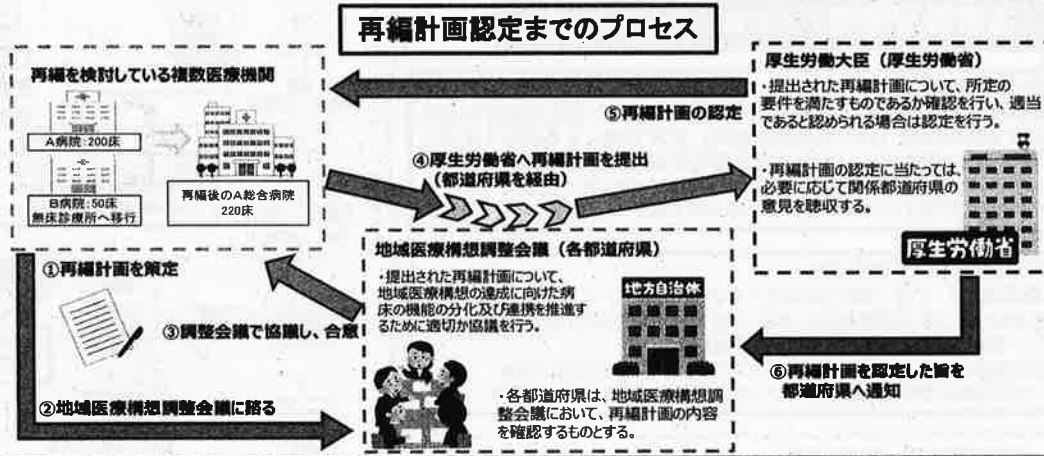 再編計画認定までのプロセス
再編を検討している複数医療機関
A病院:200床
B病院:50床
無床診療所へ移行
再編後のA総合病院
220床
厚生労働大臣(厚生労働省)
・提出された再編計画について、所定の
要件を満たすものであるか確認を行い、適当
であると認められる場合は認定を行う。
・再編計画の認定に当たっては、
必要に応じて関係都道府県の
意見を聴収する。
厚生労働省
⑤再編計画の認定
④厚生労働省へ再編計画を提出
(都道府県を経由)
①再編計画を策定
③調整会議で協議し、合意
②地域医療構想調整会議に諮る
地域医療構想調整会議(各都道府県)
・提出された再編計画について、
地域医療構想の達成に向けた病
床の機能の分化及び連携を推進す
るために適切か協議を行う。
地方自治体
・各都道府県は、地域医療構想調
整会議において、再編計画の内容
を確認するものとする。
⑥再編計画を認定した旨を
都道府県へ通知